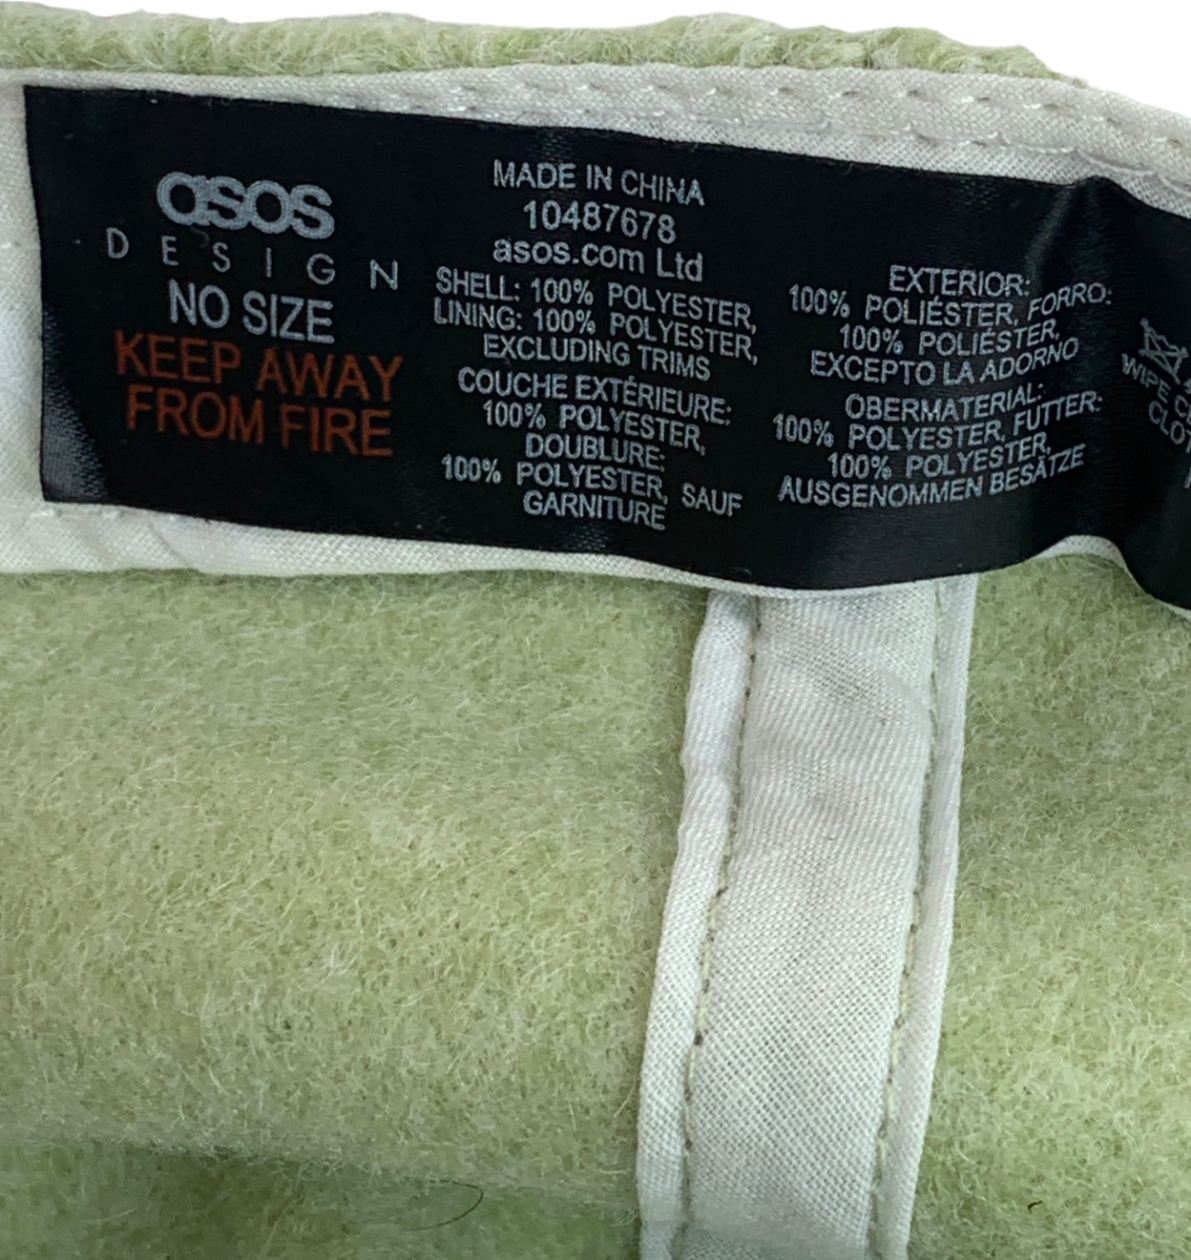 asos
DESIGN
NO SIZE
KEEP AWAY
FROM FIRE
MADE IN CHINA
10487678
asos.com Ltd
SHELL: 100% POLYESTER,
LINING: 100% POLYESTER,
EXCLUDING TRIMS
COUCHE EXTÉRIEURE:
100% POLYESTER,
DOUBLURE:
100% POLYESTER, SAUF
GARNITURE
EXTERIOR:
100% POLIÉSTER, FORRO:
100% POLIÉSTER,
EXCEPTO LA ADORNO
OBERMATERIAL:
100% POLYESTER, FUTTER:
100% POLYESTER,
AUSGENOMMEN BESÄTZE
WIPE